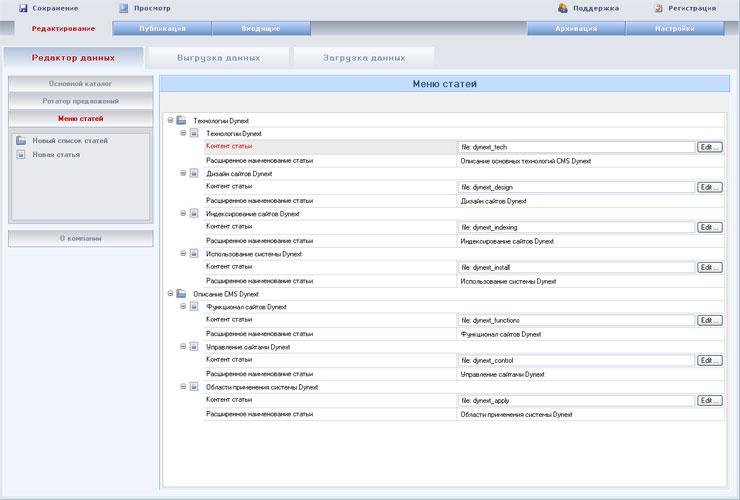 Сохранение Просмотр Поддержка Регистрация
Редактирование Публикация Входящие Архивация Настройки
Редактор данных Выгрузка данных Загрузка данных
Основной каталог
Ротатор предложений
Меню статей
Новый список статей
Новая статья
О компании
Меню статей
Технологии Dynext
Технологии Dynext
Контент статьи file: dynext_tech Edit ...
Расширенное наименование статьи Описание основных технологий CMS Dynext
Дизайн сайтов Dynext
Контент статьи file: dynext_design Edit ...
Расширенное наименование статьи Дизайн сайтов Dynext
Индексирование сайтов Dynext
Контент статьи file: dynext_indexing Edit ...
Расширенное наименование статьи Индексирование сайтов Dynext
Использование системы Dynext
Контент статьи file: dynext_install Edit ...
Расширенное наименование статьи Использование системы Dynext
Описание CMS Dynext
Функционал сайтов Dynext
Контент статьи file: dynext_functions Edit ...
Расширенное наименование статьи Функционал сайтов Dynext
Управление сайтами Dynext
Контент статьи file: dynext_control Edit ...
Расширенное наименование статьи Управление сайтами Dynext
Области применения системы Dynext
Контент статьи file: dynext_apply Edit ...
Расширенное наименование статьи Области применения системы Dynext